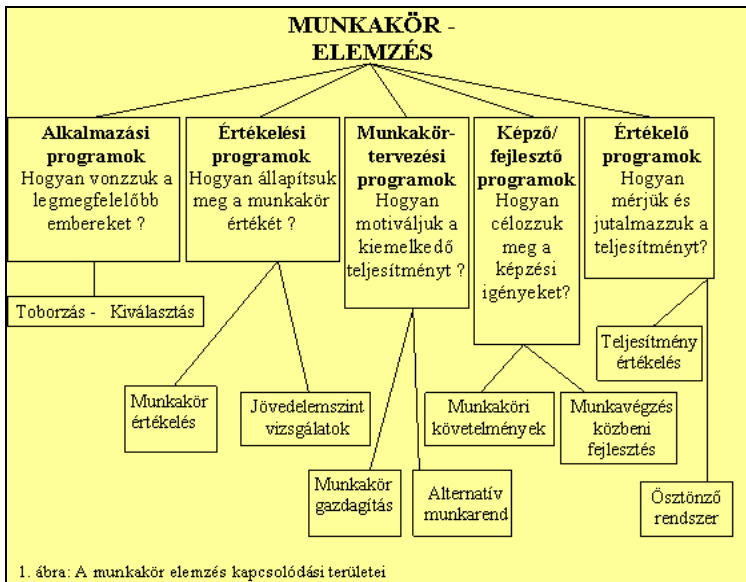 MUNKAKÖR -
ELEMZÉS
Alkalmazási
programok
Hogyan vonzzuk a
legmegfelelőbb
embereket ?
Értékelési
programok
Hogyan állapítsuk
meg a munkakör
értékét ?
Munkakör-
tervezési
programok
Hogyan
motiváljuk a
kiemelkedő
teljesítményt ?
Képző/
fejlesztő
programok
Hogyan
célozzuk
meg a
képzési
igényeket?
Értékelő
programok
Hogyan
mérjük és
jutalmazzuk a
teljesítményt?
Toborzás - Kiválasztás
Teljesítmény
értékelés
Munkakör
értékelés
Jövedelemszint
vizsgálatok
Munkaköri
követelmények
Munkavégzés
közbeni
fejlesztés
Munkakör
gazdagítás
Alternatív
munkarend
Ösztönző
rendszer
1. ábra: A munkakör elemzés kapcsolódási területei